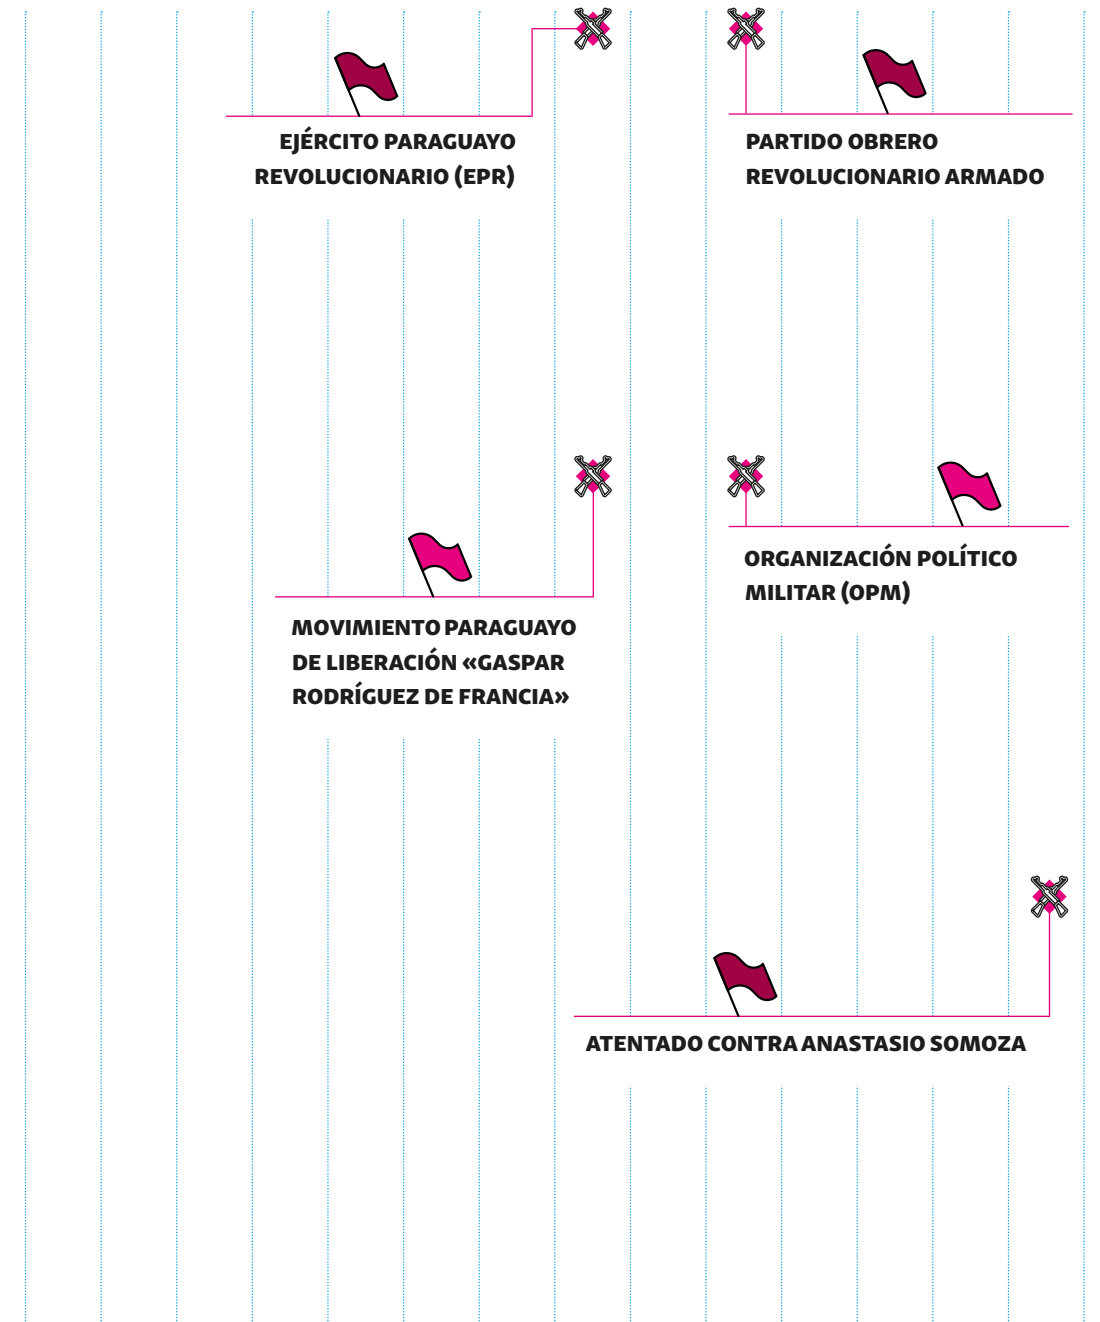 EJÉRCITO PARAGUAYO
REVOLUCIONARIO (EPR)
PARTIDO OBRERO
REVOLUCIONARIO ARMADO
ORGANIZACIÓN POLÍTICO
MILITAR (OPM)
MOVIMIENTO PARAGUAYO
DE LIBERACIÓN «GASPAR
RODRÍGUEZ DE FRANCIA»
ATENTADO CONTRA ANASTASIO SOMOZA